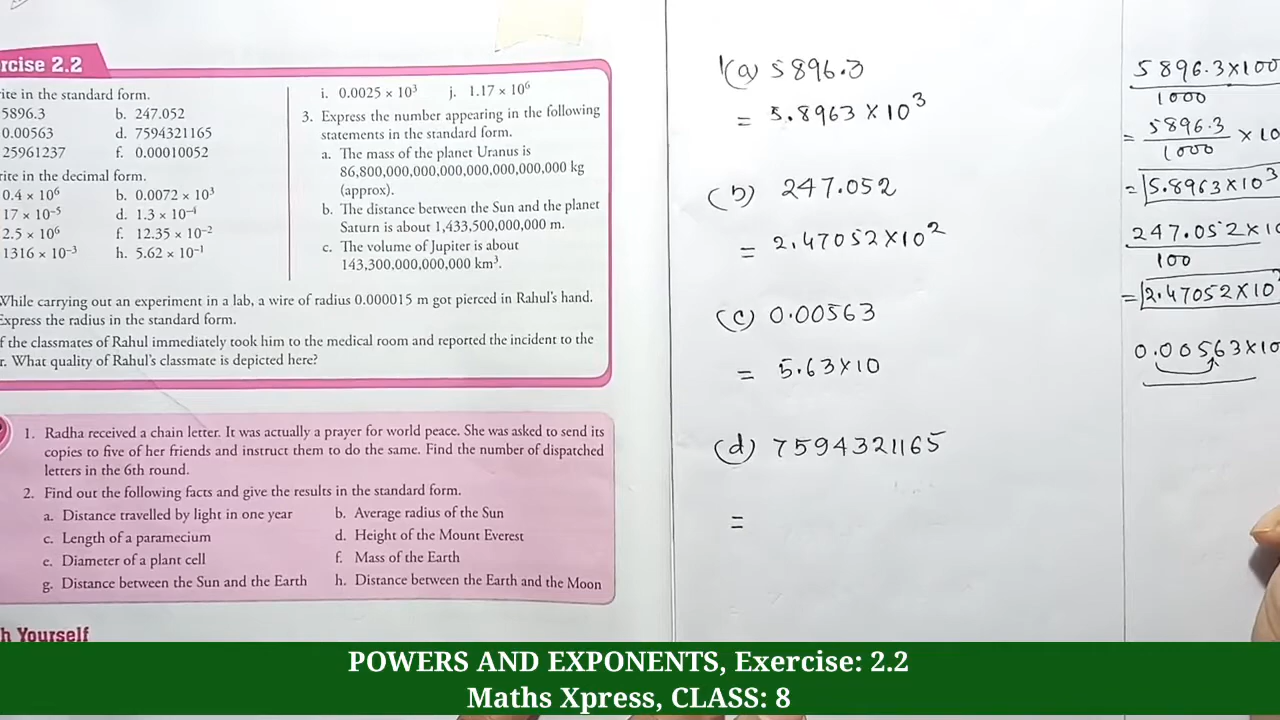 rcise 2.2
ite in the standard form.
5896.3 b. 247.052
0.00563 d. 7594321165
25961237 f. 0.00010052
rite in the decimal form.
0.4 × 10⁶ b. 0.0072 × 10³
17 × 10⁻⁵ d. 1.3 × 10⁻⁴
2.5 × 10⁶ f. 12.35 × 10⁻²
1316 × 10⁻³ h. 5.62 × 10⁻¹
i. 0.0025 × 10³ j. 1.17 × 10⁶
3. Express the number appearing in the following
statements in the standard form.
a. The mass of the planet Uranus is
86,800,000,000,000,000,000,000,000 kg
(approx).
b. The distance between the Sun and the planet
Saturn is about 1,433,500,000,000 m.
c. The volume of Jupiter is about
143,300,000,000,000 km³.
While carrying out an experiment in a lab, a wire of radius 0.000015 m got pierced in Rahul's hand.
Express the radius in the standard form.
f the classmates of Rahul immediately took him to the medical room and reported the incident to the
r. What quality of Rahul's classmate is depicted here?
1. Radha received a chain letter. It was actually a prayer for world peace. She was asked to send its
copies to five of her friends and instruct them to do the same. Find the number of dispatched
letters in the 6th round.
2. Find out the following facts and give the results in the standard form.
a. Distance travelled by light in one year b. Average radius of the Sun
c. Length of a paramecium d. Height of the Mount Everest
e. Diameter of a plant cell f. Mass of the Earth
g. Distance between the Sun and the Earth h. Distance between the Earth and the Moon
h Yourself
1(a) 5896.3
= 5.8963 × 10³
(b) 247.052
= 2.47052 × 10²
(c) 0.00563
= 5.63 × 10
(d) 7594321165
=
5896.3 × 100
1000
= 5896.3 × 10
1000
= 5.8963 × 10³
247.052 × 10
100
= 2.47052 × 10²
0.00563 × 10
POWERS AND EXPONENTS, Exercise: 2.2
Maths Xpress, CLASS: 8